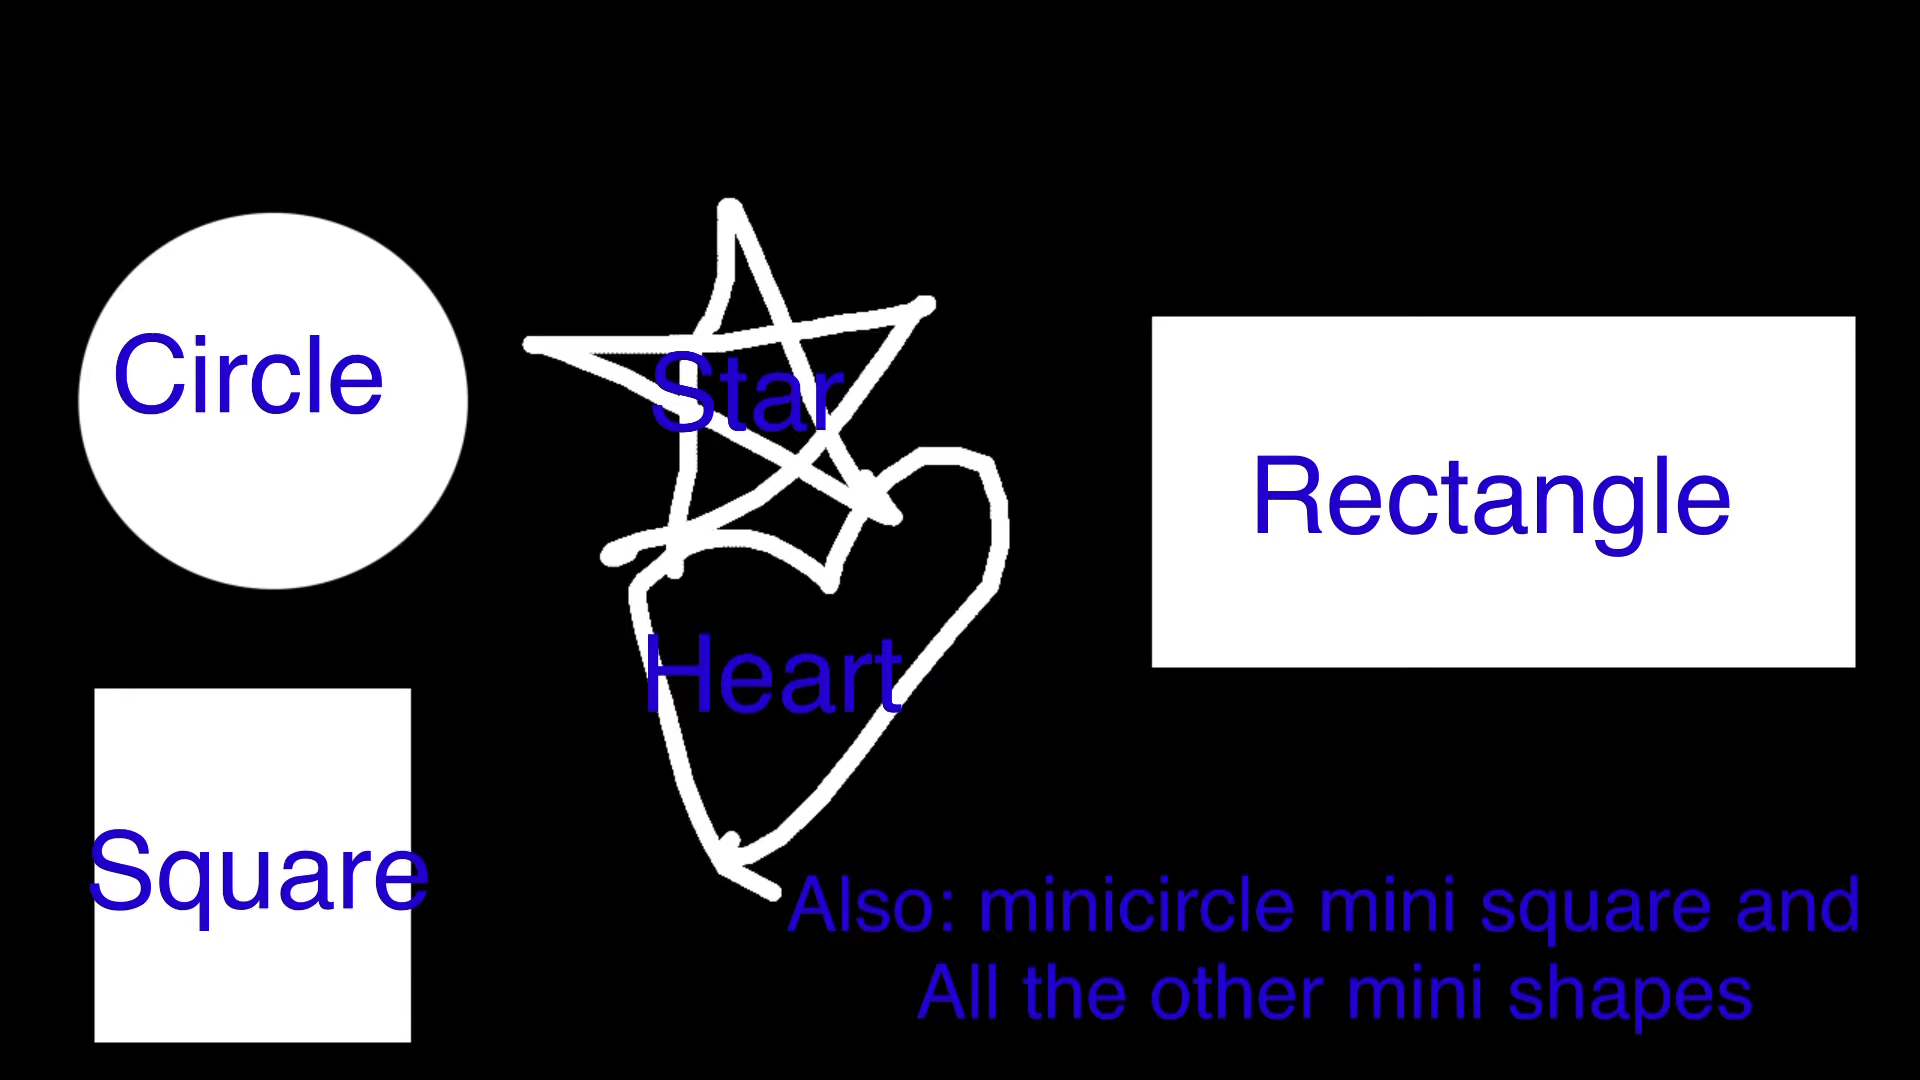 Circle
Star
Rectangle
Heart
Square
Also: minicircle mini square and
All the other mini shapes